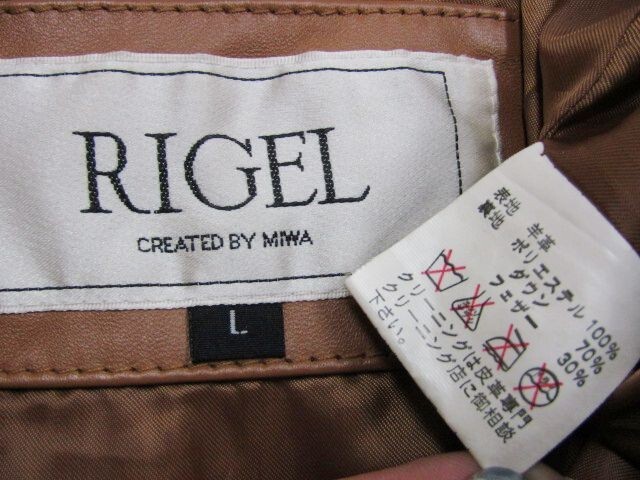 RIGEL
CREATED BY MIWA
L
表地 羊革
裏地 ポリエステル 100%
ダウン 70%
フェザー 30%
クリーニングは皮革専門
クリーニング店に御相談
下さい。